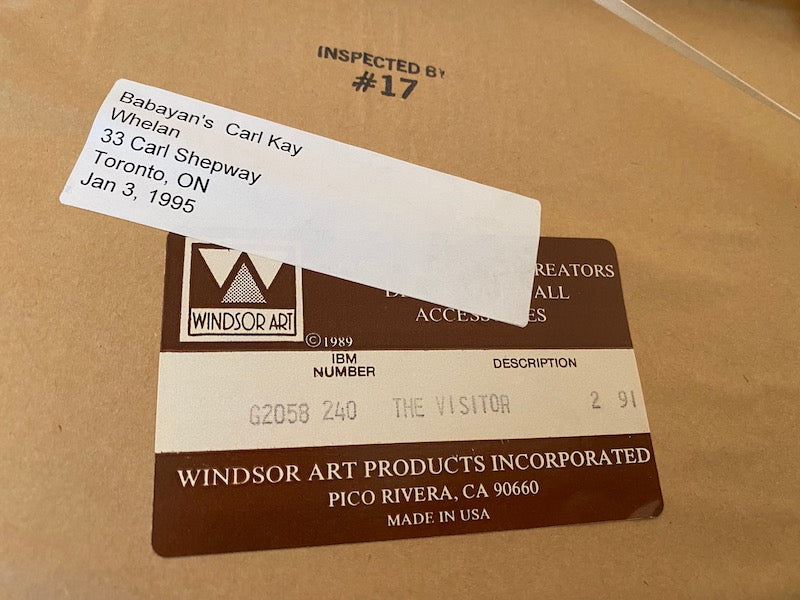 INSPECTED BY
#17
Babayan's Carl Kay
Whelan
33 Carl Shepway
Toronto, ON
Jan 3, 1995
WINDSOR ART
©1989
ALL
IBM
NUMBER
DESCRIPTION
G2058 240 THE VISITOR 2 91
WINDSOR ART PRODUCTS INCORPORATED
PICO RIVERA, CA 90660
MADE IN USA